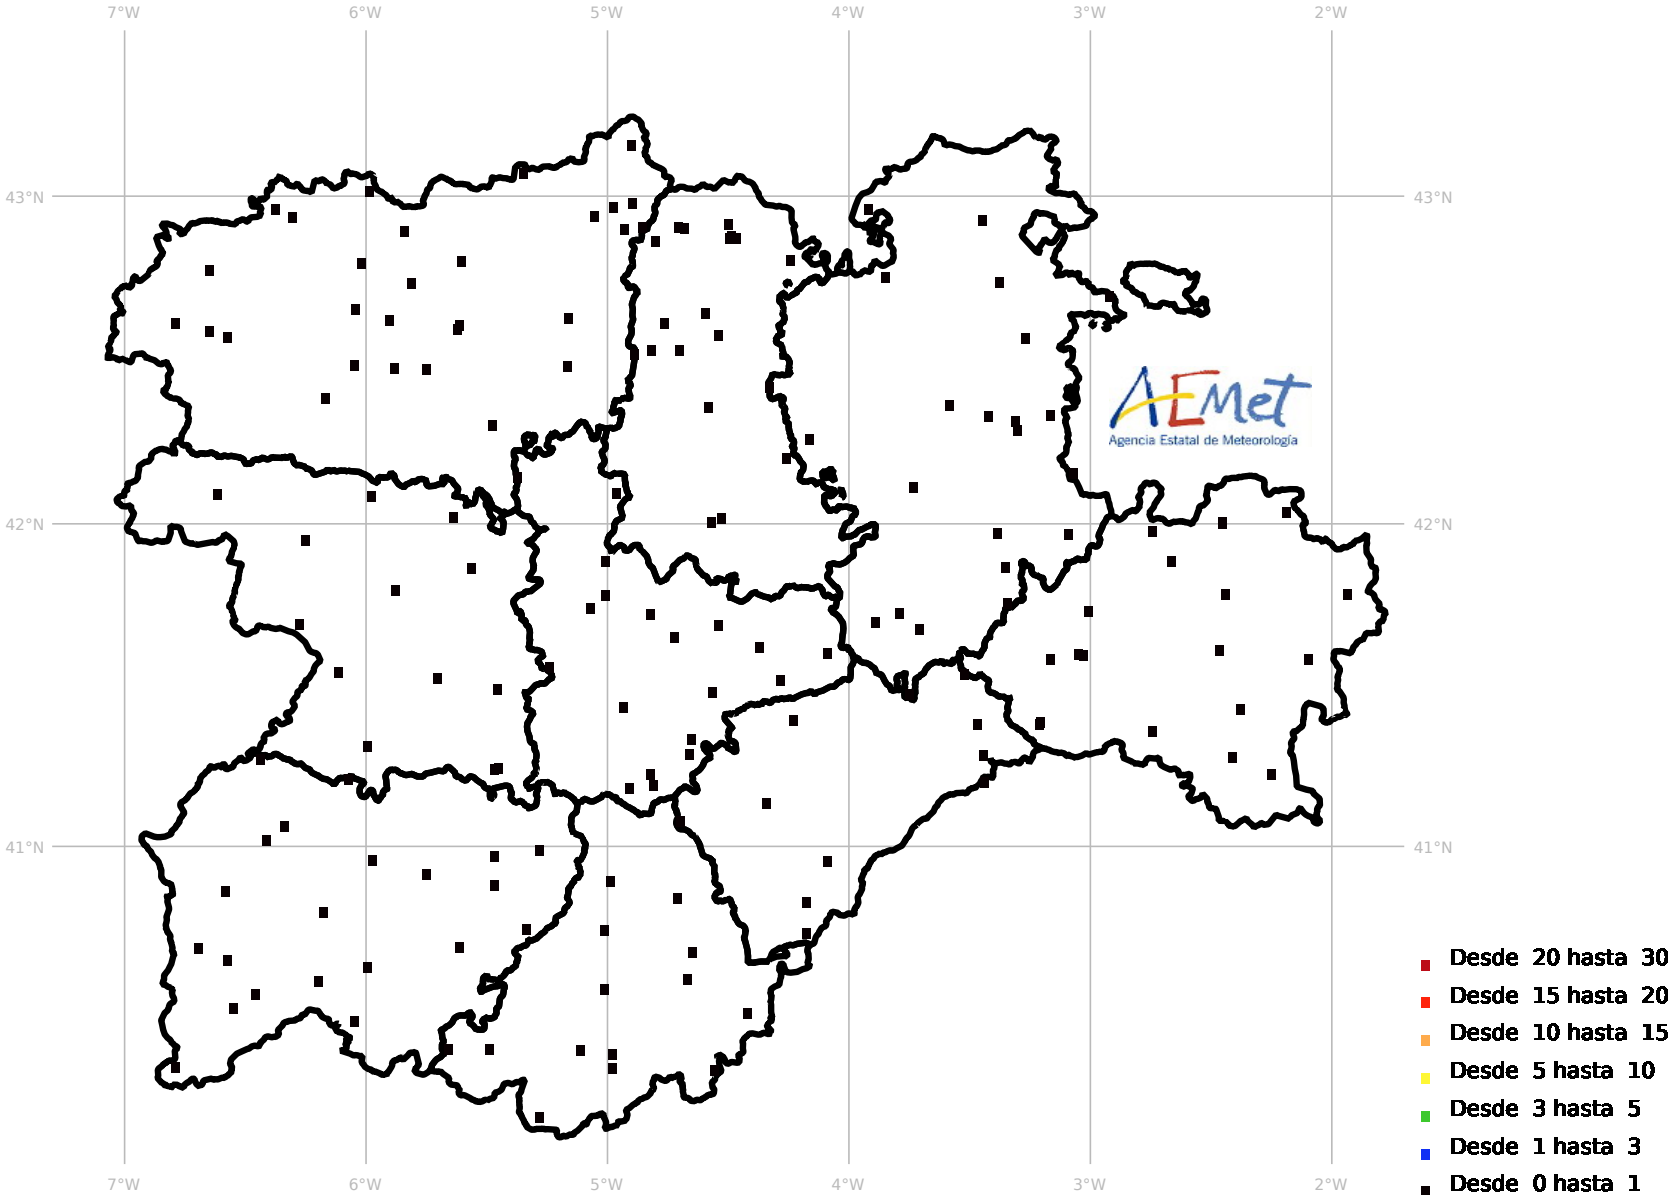 7°W 6°W 5°W 4°W 3°W 2°W
43°N 43°N
AEMet
Agencia Estatal de Meteorología
42°N 42°N
41°N 41°N
Desde 20 hasta 30
Desde 15 hasta 20
Desde 10 hasta 15
Desde 5 hasta 10
Desde 3 hasta 5
Desde 1 hasta 3
Desde 0 hasta 1
7°W 6°W 5°W 4°W 3°W 2°W